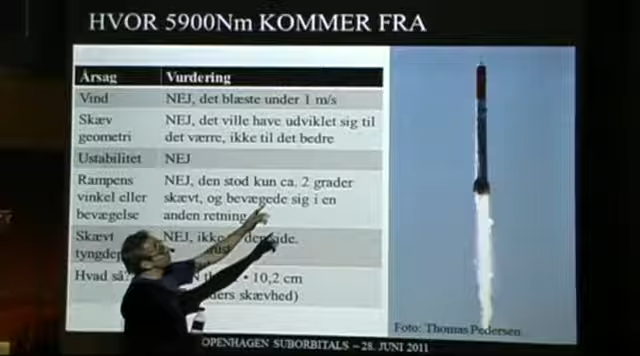 HVOR 5900Nm KOMMER FRA
Årsag Vurdering
Vind NEJ, det blæste under 1 m/s
Skæv geometri NEJ, det ville have udviklet sig til
det værre, ikke til det bedre
Ustabilitet NEJ
Rampens vinkel eller bevægelse NEJ, den stod kun ca. 2 grader
skævt, og bevægede sig i en
anden retning
Skævt NEJ, ikke
Hvad så? • 10,2 cm
skævhed)
Foto: Thomas Pedersen
OPENHAGEN SUBORBITALS – 28. JUNI 2011